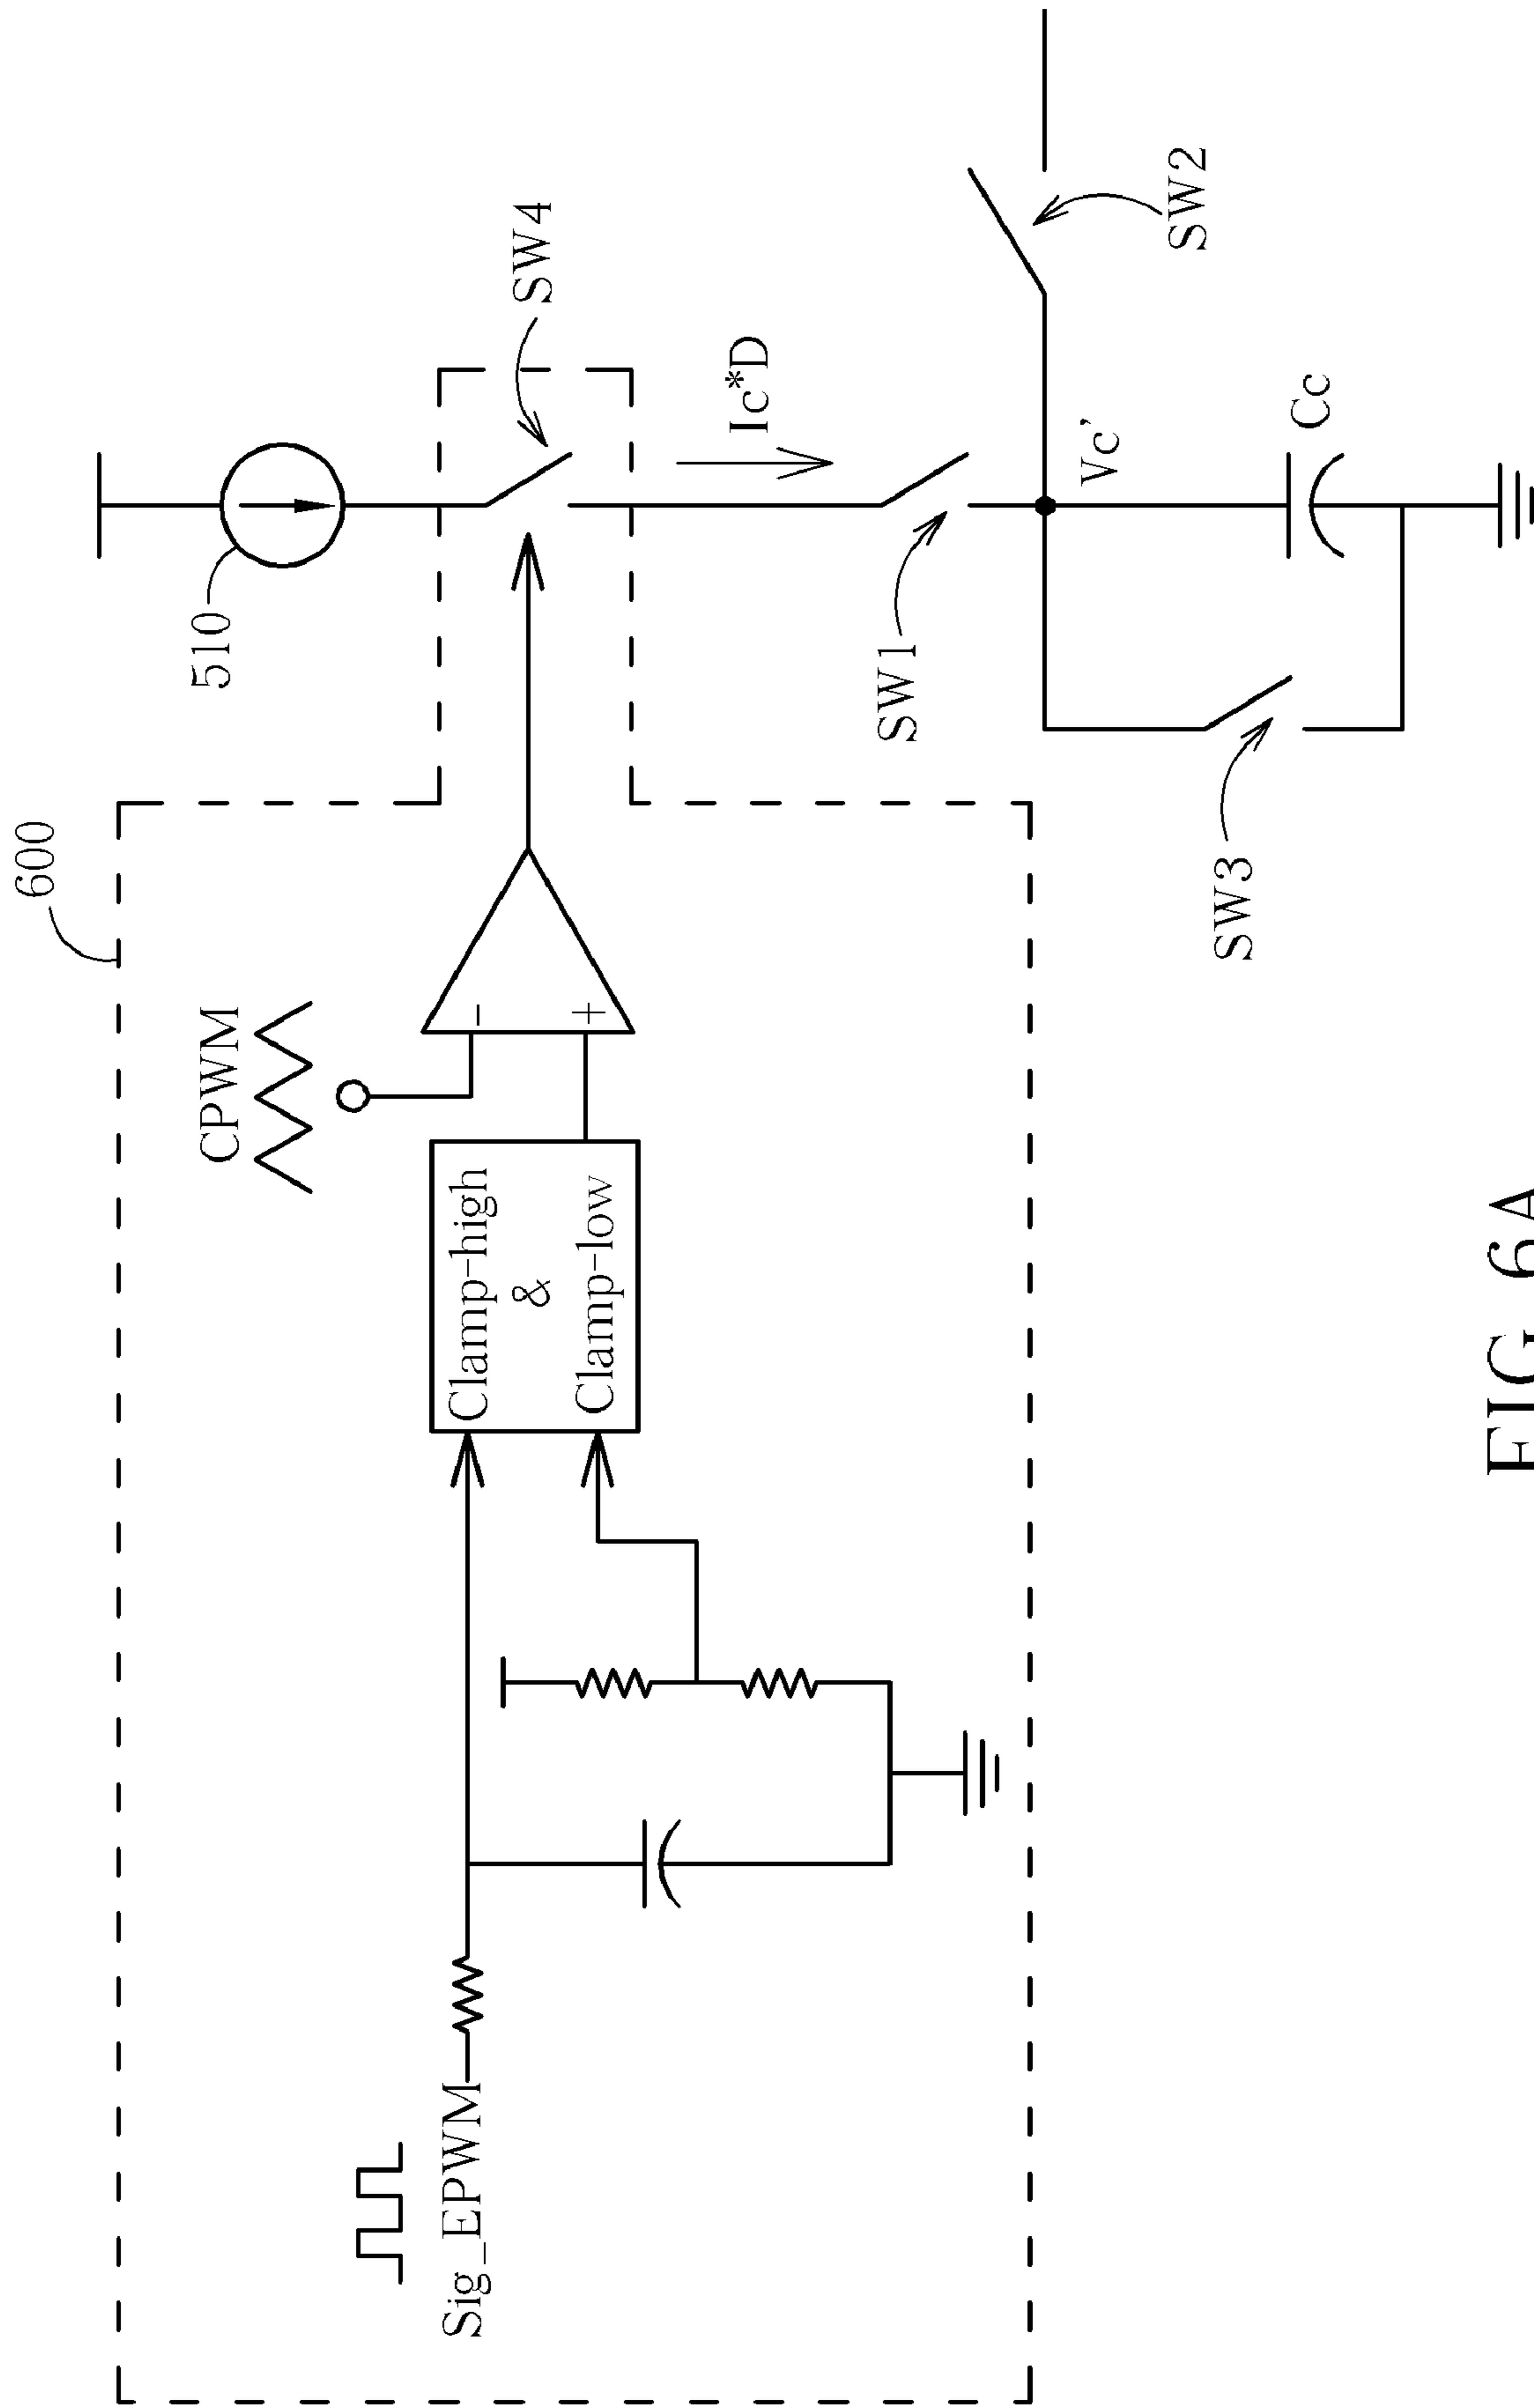 600
510
SW4
CPWM
Clamp-high
&
Clamp-low
-
+
Sig_EPWM
Ic*D
SW1
Vc'
SW2
Cc
SW3
FIG. 6A